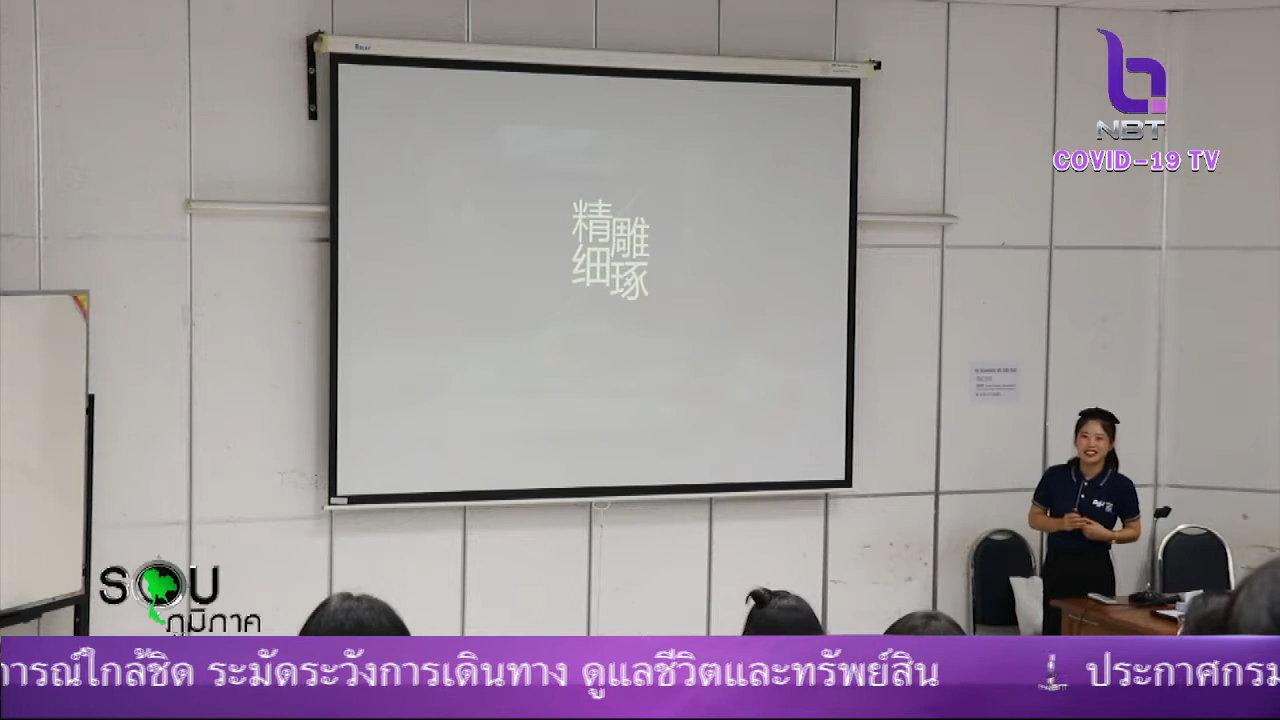 NBT
COVID-19 TV
精雕
细琢
รอบ
ภูมิภาค
ารณ์ใกล้ชิด ระมัดระวังการเดินทาง ดูแลชีวิตและทรัพย์สิน
ประกาศกรม